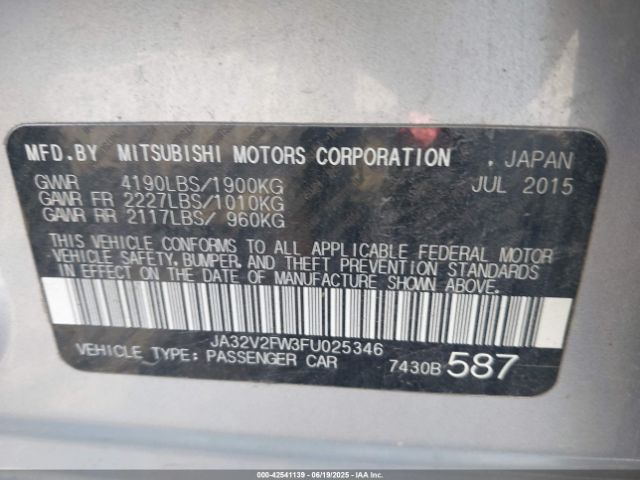 MFD.BY MITSUBISHI MOTORS CORPORATION , JAPAN
GWWR 4190LBS/1900KG JUL 2015
GAWR FR 2227LBS/1010KG
GAWR RR 2117LBS/ 960KG
THIS VEHICLE CONFORMS TO ALL APPLICABLE FEDERAL MOTOR
VEHICLE SAFETY, BUMPER, AND THEFT PREVENTION STANDARDS
IN EFFECT ON THE DATE OF MANUFACTURE SHOWN ABOVE.
JA32V2FW3FU025346
VEHICLE TYPE: PASSENGER CAR 7430B 587
000-42541139 - 06/19/2025 - IAA Inc.